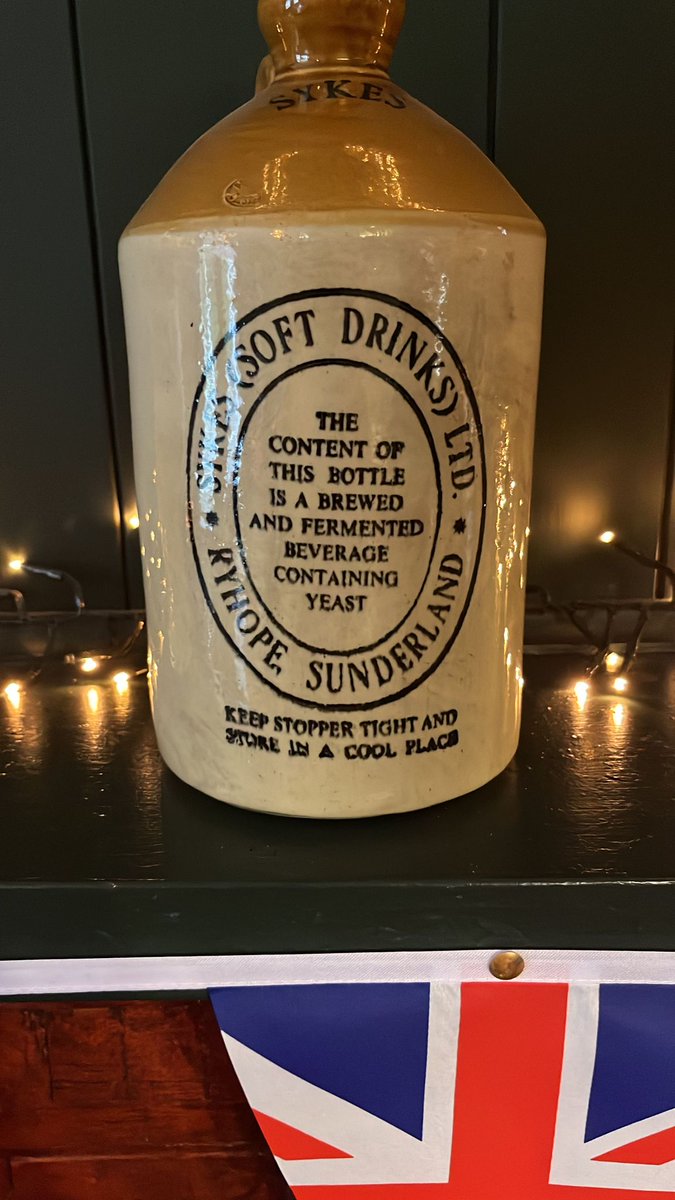 SYKES
SYKES (SOFT DRINKS) LTD.
THE
CONTENT OF
THIS BOTTLE
IS A BREWED
AND FERMENTED
BEVERAGE
CONTAINING
YEAST
RYHOPE, SUNDERLAND
KEEP STOPPER TIGHT AND
STORE IN A COOL PLACE